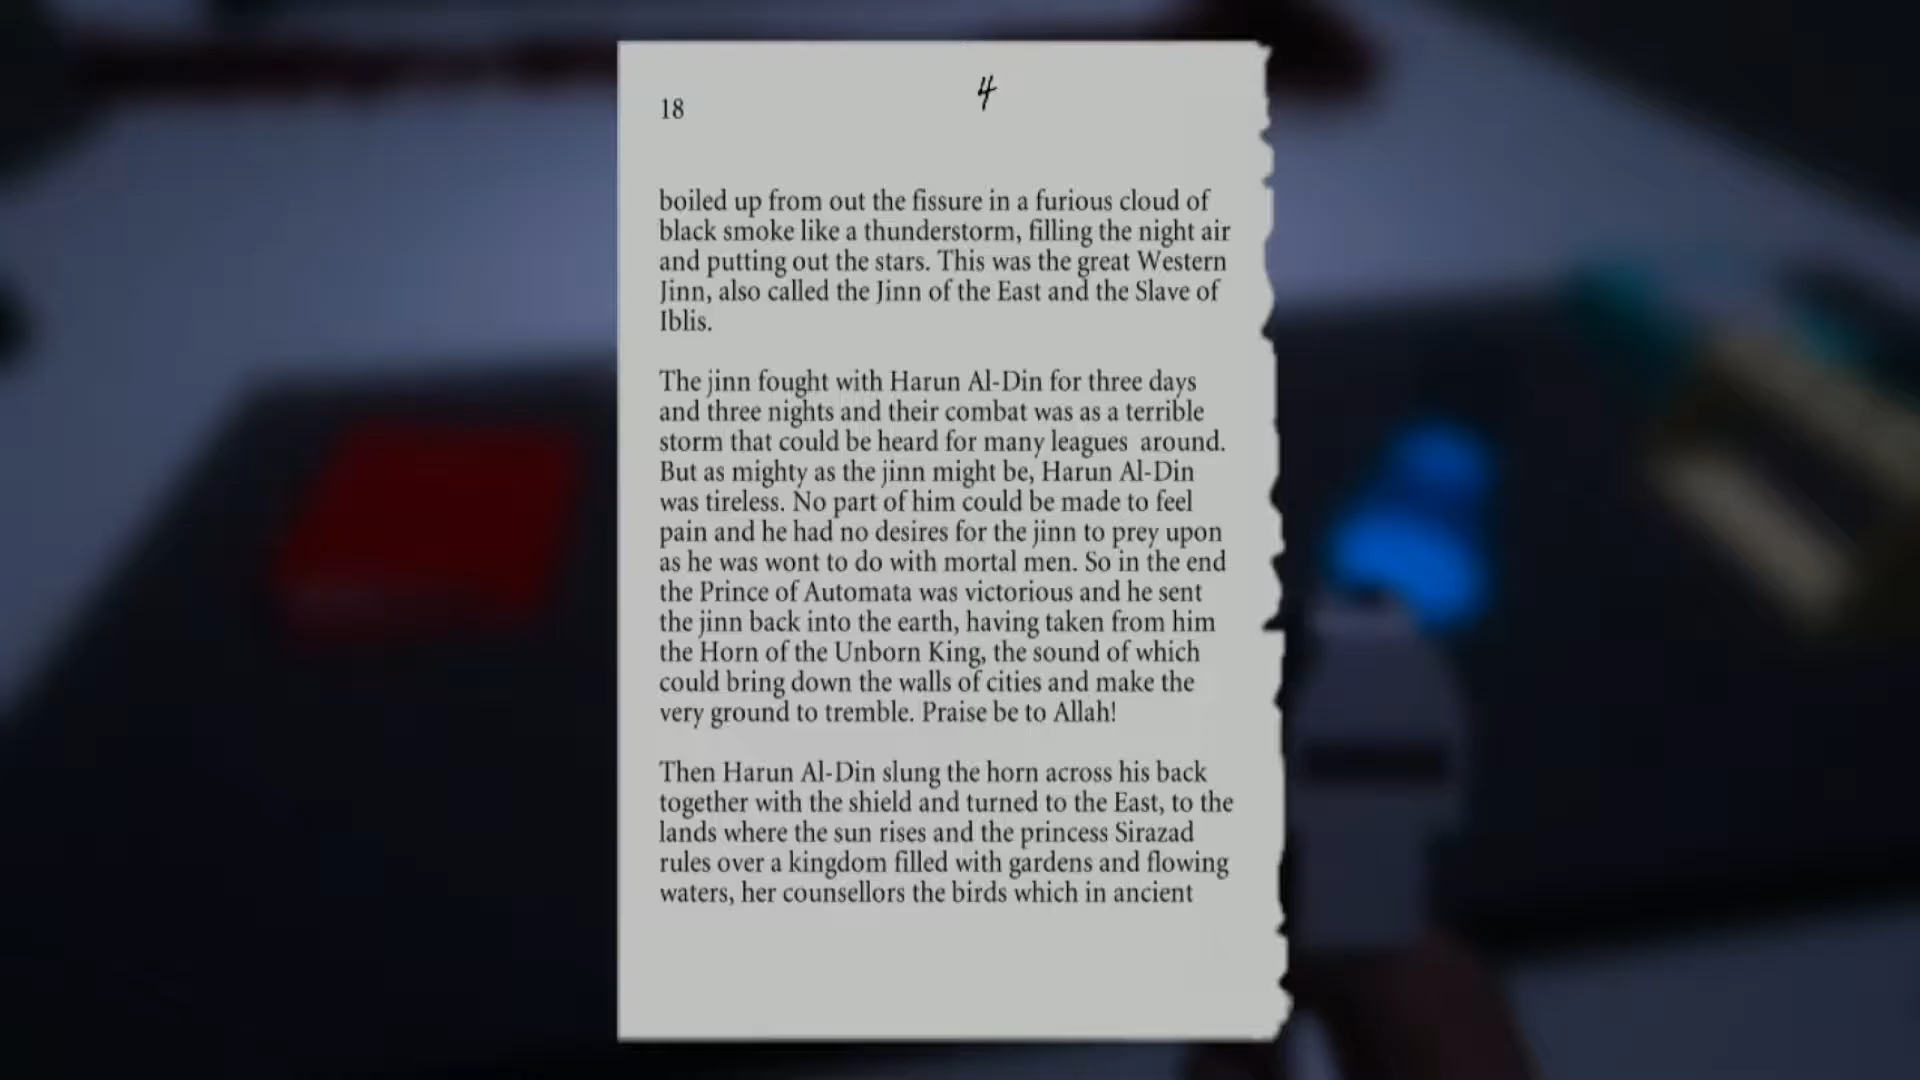 4
18
boiled up from out the fissure in a furious cloud of
black smoke like a thunderstorm, filling the night air
and putting out the stars. This was the great Western
Jinn, also called the Jinn of the East and the Slave of
Iblis.
The jinn fought with Harun Al-Din for three days
and three nights and their combat was as a terrible
storm that could be heard for many leagues  around.
But as mighty as the jinn might be, Harun Al-Din
was tireless. No part of him could be made to feel
pain and he had no desires for the jinn to prey upon
as he was wont to do with mortal men. So in the end
the Prince of Automata was victorious and he sent
the jinn back into the earth, having taken from him
the Horn of the Unborn King, the sound of which
could bring down the walls of cities and make the
very ground to tremble. Praise be to Allah!
Then Harun Al-Din slung the horn across his back
together with the shield and turned to the East, to the
lands where the sun rises and the princess Sirazad
rules over a kingdom filled with gardens and flowing
waters, her counsellors the birds which in ancient